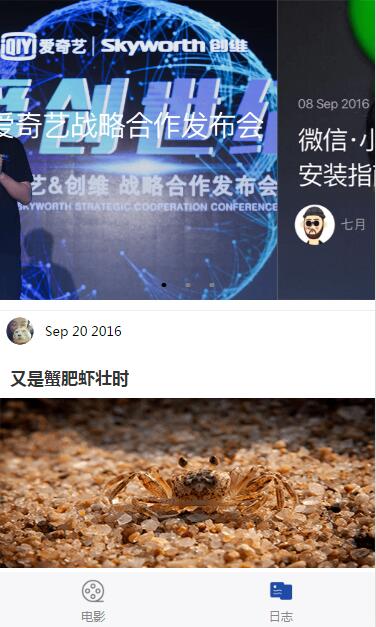 iQIY 爱奇艺 | Skyworth 创维
创世
爱奇艺战略合作发布会
艺&创维 战略合作发布会
KYWORTH STRATEGIC COOPERATION CONFERENCE
08 Sep 2016
微信·小
安装指
七月
Sep 20 2016
又是蟹肥虾壮时
电影
日志